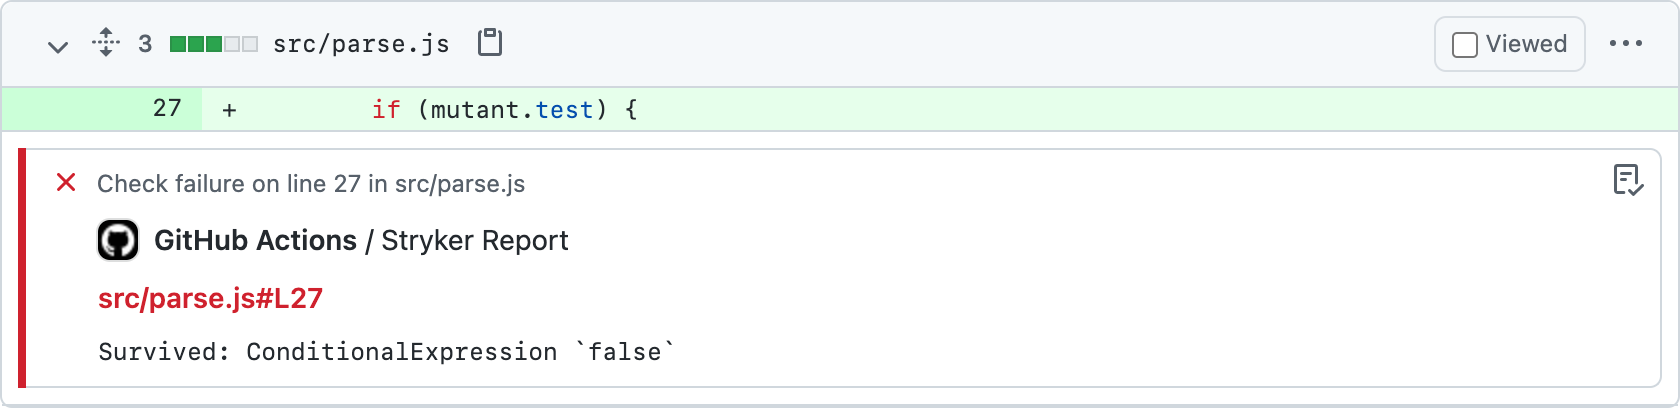 3 src/parse.js Viewed
27 + if (mutant.test) {
Check failure on line 27 in src/parse.js
GitHub Actions / Stryker Report
src/parse.js#L27
Survived: ConditionalExpression `false`